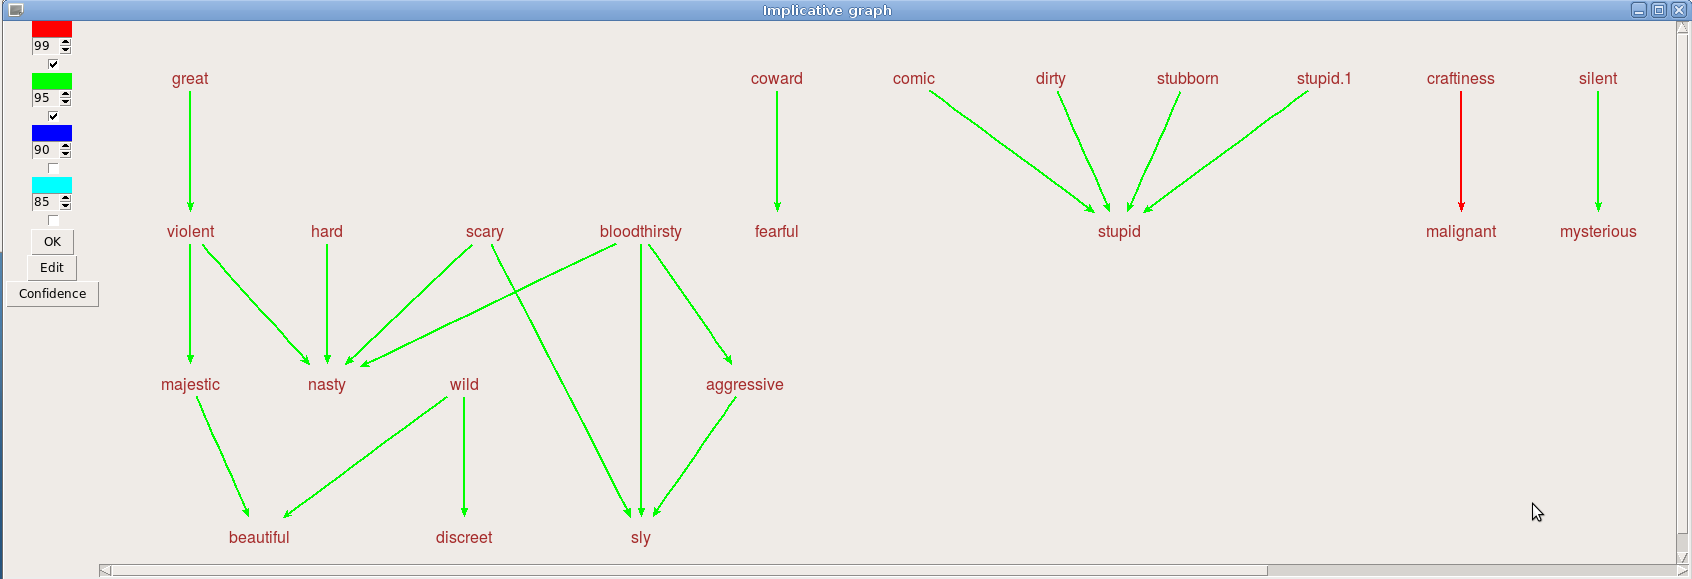 Implicative graph
99
95
90
85
OK
Edit
Confidence
great coward comic dirty stubborn stupid.1 craftiness silent
violent hard scary bloodthirsty fearful stupid malignant mysterious
majestic nasty wild aggressive
beautiful discreet sly